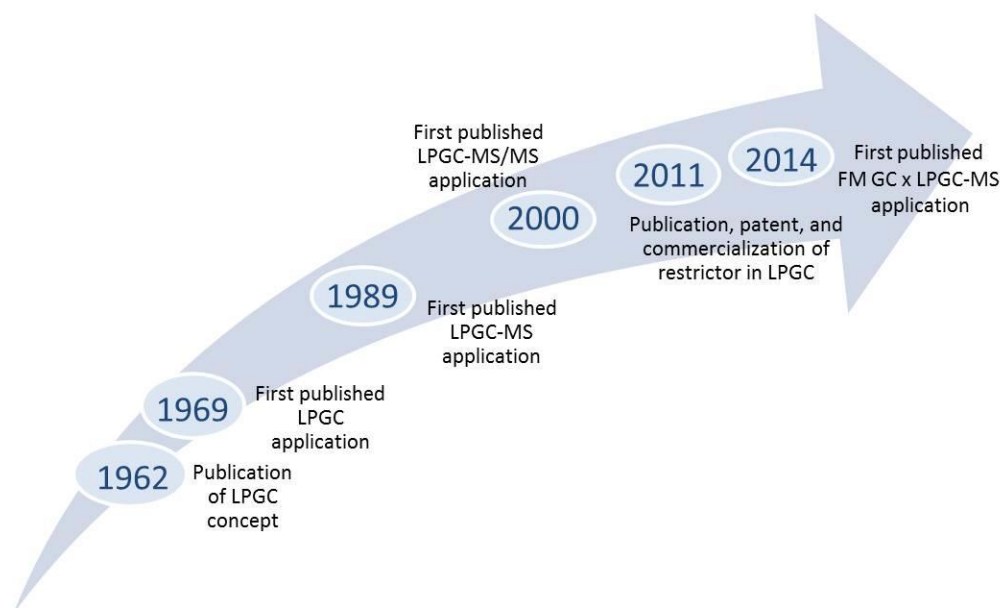 1962
Publication
of LPGC
concept
1969
First published
LPGC
application
1989
First published
LPGC-MS
application
2000
First published
LPGC-MS/MS
application
2011
Publication, patent, and
commercialization of
restrictor in LPGC
2014
First published
FM GC x LPGC-MS
application